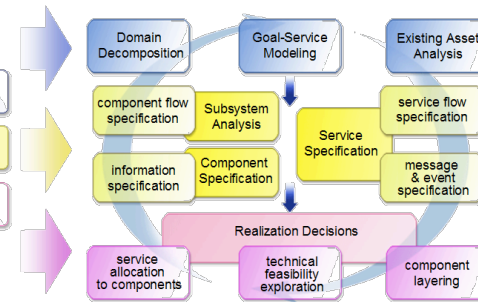 Domain
Decomposition
Goal-Service
Modeling
Existing Asset
Analysis
component flow
specification
Subsystem
Analysis
Service
Specification
service flow
specification
information
specification
Component
Specification
message
& event
specification
Realization Decisions
service
allocation
to components
technical
feasibility
exploration
component
layering